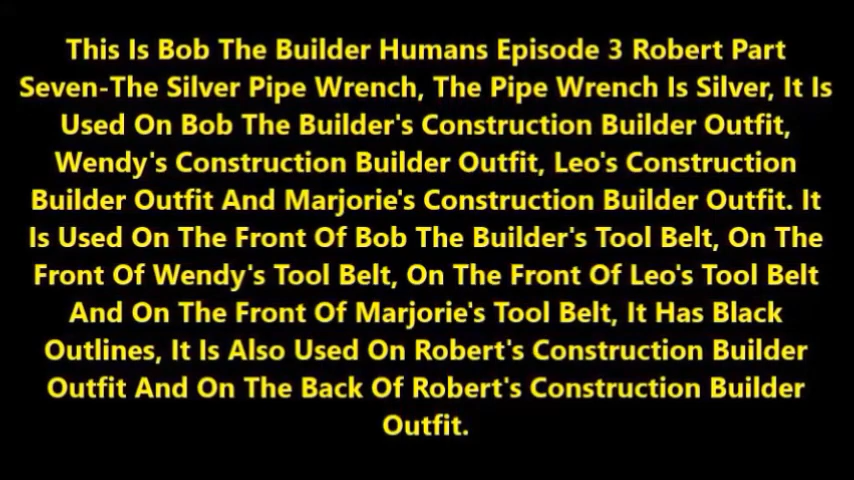 This Is Bob The Builder Humans Episode 3 Robert Part
Seven-The Silver Pipe Wrench, The Pipe Wrench Is Silver, It Is
Used On Bob The Builder's Construction Builder Outfit,
Wendy's Construction Builder Outfit, Leo's Construction
Builder Outfit And Marjorie's Construction Builder Outfit. It
Is Used On The Front Of Bob The Builder's Tool Belt, On The
Front Of Wendy's Tool Belt, On The Front Of Leo's Tool Belt
And On The Front Of Marjorie's Tool Belt, It Has Black
Outlines, It Is Also Used On Robert's Construction Builder
Outfit And On The Back Of Robert's Construction Builder
Outfit.